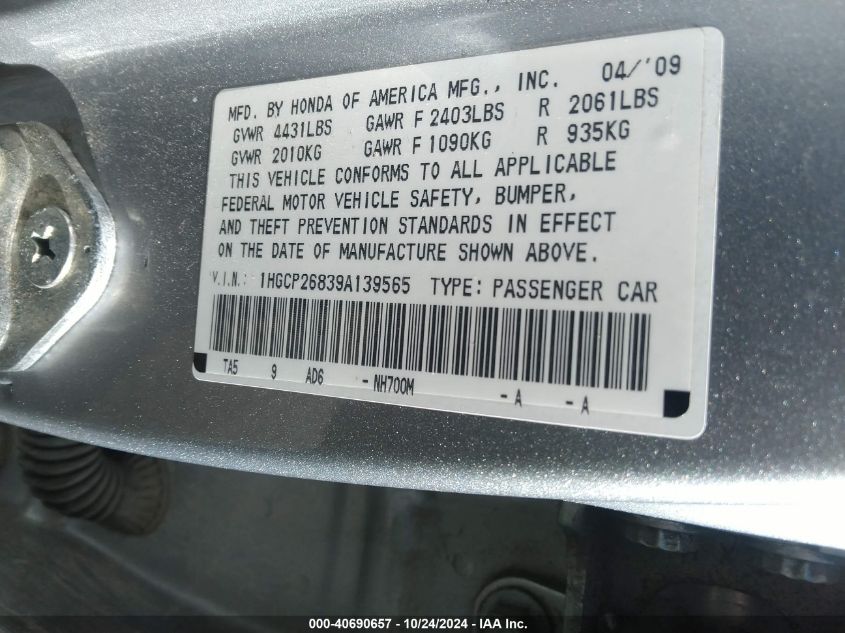 MFD. BY HONDA OF AMERICA MFG., INC. 04/'09
GVWR 4431LBS GAWR F 2403LBS R 2061LBS
GVWR 2010KG GAWR F 1090KG R 935KG
THIS VEHICLE CONFORMS TO ALL APPLICABLE
FEDERAL MOTOR VEHICLE SAFETY, BUMPER,
AND THEFT PREVENTION STANDARDS IN EFFECT
ON THE DATE OF MANUFACTURE SHOWN ABOVE.
V.I.N.: 1HGCP26839A139565 TYPE: PASSENGER CAR
TA5 9 AD6 - NH700M - A - A
000-40690657 - 10/24/2024 - IAA Inc.